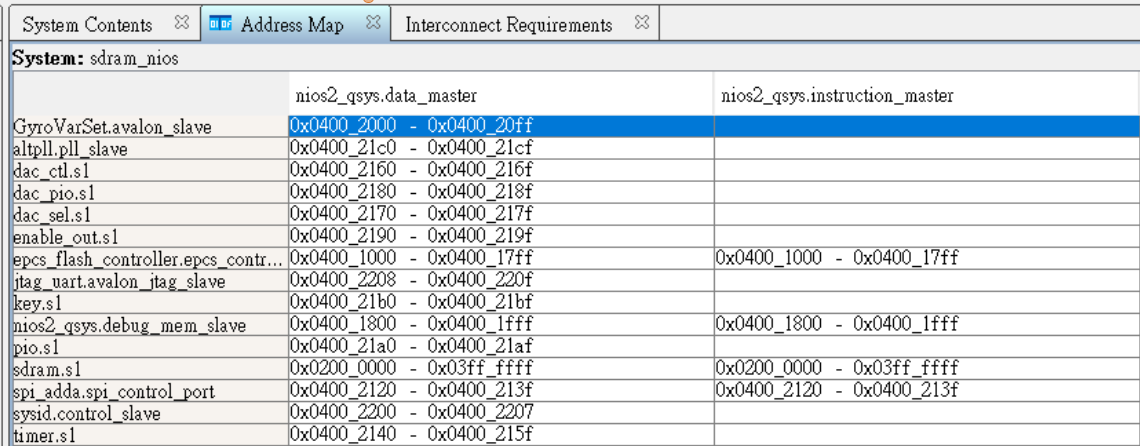 System Contents Address Map Interconnect Requirements
System: sdram_nios
nios2_qsys.data_master nios2_qsys.instruction_master
GyroVarSet.avalon_slave 0x0400_2000 - 0x0400_20ff
altpll.pll_slave 0x0400_21c0 - 0x0400_21cf
dac_ctl.s1 0x0400_2160 - 0x0400_216f
dac_pio.s1 0x0400_2180 - 0x0400_218f
dac_sel.s1 0x0400_2170 - 0x0400_217f
enable_out.s1 0x0400_2190 - 0x0400_219f
epcs_flash_controller.epcs_contr... 0x0400_1000 - 0x0400_17ff 0x0400_1000 - 0x0400_17ff
jtag_uart.avalon_jtag_slave 0x0400_2208 - 0x0400_220f
key.s1 0x0400_21b0 - 0x0400_21bf
nios2_qsys.debug_mem_slave 0x0400_1800 - 0x0400_1fff 0x0400_1800 - 0x0400_1fff
pio.s1 0x0400_21a0 - 0x0400_21af
sdram.s1 0x0200_0000 - 0x03ff_ffff 0x0200_0000 - 0x03ff_ffff
spi_adda.spi_control_port 0x0400_2120 - 0x0400_213f 0x0400_2120 - 0x0400_213f
sysid.control_slave 0x0400_2200 - 0x0400_2207
timer.s1 0x0400_2140 - 0x0400_215f